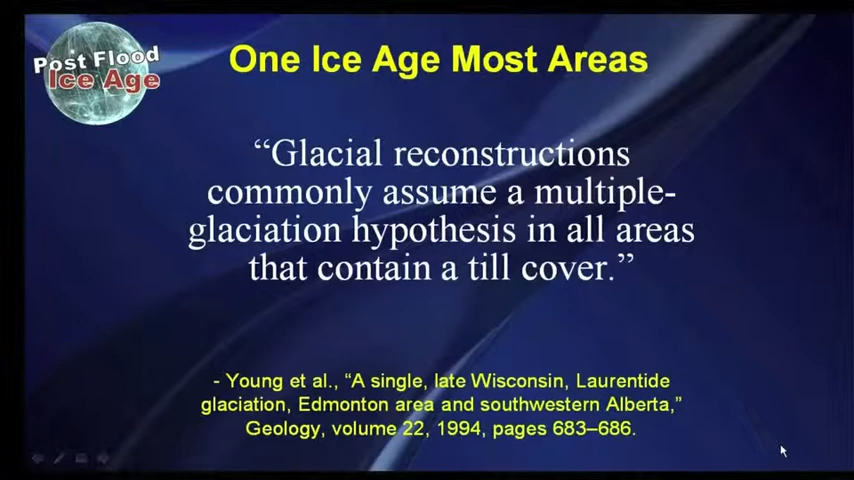 Post Flood
Ice Age
One Ice Age Most Areas
“Glacial reconstructions
commonly assume a multiple-
glaciation hypothesis in all areas
that contain a till cover.”
- Young et al., “A single, late Wisconsin, Laurentide
glaciation, Edmonton area and southwestern Alberta,”
Geology, volume 22, 1994, pages 683–686.